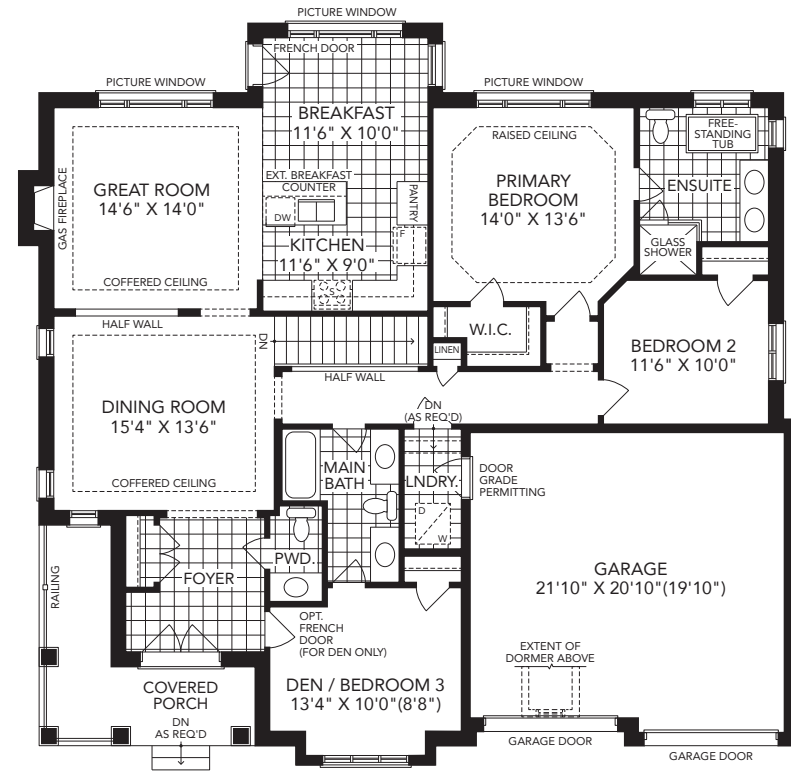 PICTURE WINDOW
FRENCH DOOR
PICTURE WINDOW
PICTURE WINDOW
BREAKFAST
11'6" X 10'0"
RAISED CEILING
FREE-
STANDING
TUB
GAS FIREPLACE
GREAT ROOM
14'6" X 14'0"
EXT. BREAKFAST
COUNTER
DW
PANTRY
F
PRIMARY
BEDROOM
14'0" X 13'6"
ENSUITE
KITCHEN
11'6" X 9'0"
S
GLASS
SHOWER
COFFERED CEILING
HALF WALL
DN
W.I.C.
LINEN
BEDROOM 2
11'6" X 10'0"
HALF WALL
DINING ROOM
15'4" X 13'6"
DN
(AS REQ'D)
COFFERED CEILING
MAIN
BATH
LNDRY.
D
W
DOOR
GRADE
PERMITTING
RAILING
FOYER
PWD.
GARAGE
21'10" X 20'10"(19'10")
OPT.
FRENCH
DOOR
(FOR DEN ONLY)
EXTENT OF
DORMER ABOVE
COVERED
PORCH
DN
AS REQ'D
DEN / BEDROOM 3
13'4" X 10'0"(8'8")
GARAGE DOOR
GARAGE DOOR